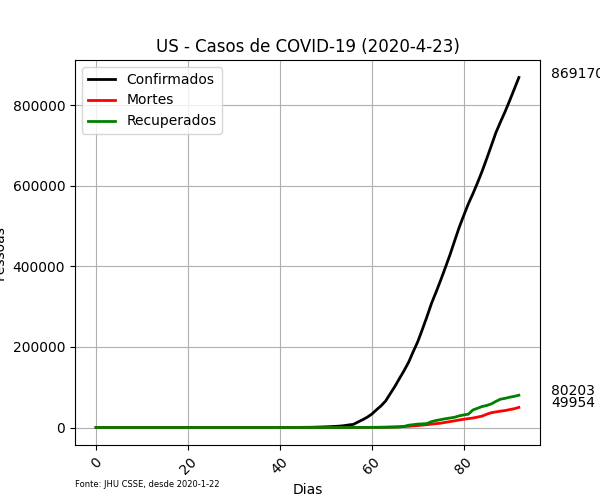 US - Casos de COVID-19 (2020-4-23)
Confirmados
Mortes
Recuperados
869170
800000
600000
400000
200000
0
80203
49954
0
20
40
60
80
Dias
Fonte: JHU CSSE, desde 2020-1-22